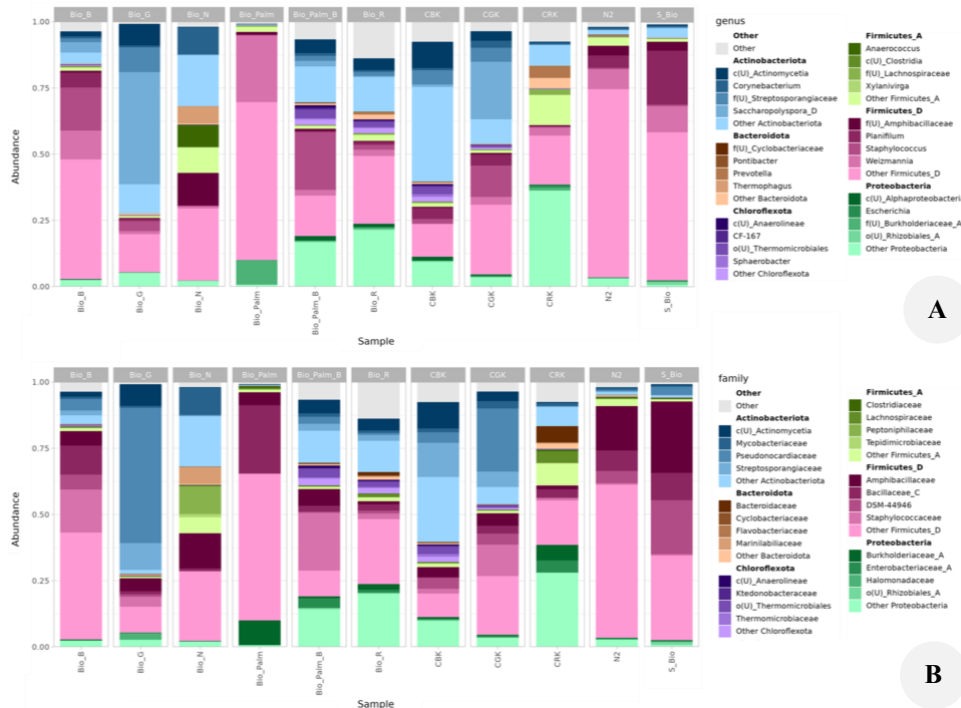 Bio_B Bio_G Bio_N Bio_Palm Bio_Palm_B Bio_R CBK CGK CRK N2 S_Bio
1.00
0.75
0.50
0.25
0.00
Abundance
Bio_B Bio_G Bio_N Bio_Palm Bio_Palm_B Bio_R CBK CGK CRK N2 S_Bio
Sample
genus
Other
Other
Actinobacteriota
c(U)_Actinomycetia
Corynebacterium
f(U)_Streptosporangiaceae
Saccharopolyspora_D
Other Actinobacteriota
Bacteroidota
f(U)_Cyclobacteriaceae
Pontibacter
Prevotella
Thermophagus
Other Bacteroidota
Chloroflexota
c(U)_Anaerolineae
CF-167
o(U)_Thermomicrobiales
Sphaerobacter
Other Chloroflexota
Firmicutes_A
Anaerococcus
c(U)_Clostridia
f(U)_Lachnospiraceae
Xylanivirga
Other Firmicutes_A
Firmicutes_D
f(U)_Amphibacillaceae
Planifilum
Staphylococcus
Weizmannia
Other Firmicutes_D
Proteobacteria
c(U)_Alphaproteobacteria
Escherichia
f(U)_Burkholderiaceae_A
o(U)_Rhizobiales_A
Other Proteobacteria
A
Bio_B Bio_G Bio_N Bio_Palm Bio_Palm_B Bio_R CBK CGK CRK N2 S_Bio
1.00
0.75
0.50
0.25
0.00
Abundance
Bio_B Bio_G Bio_N Bio_Palm Bio_Palm_B Bio_R CBK CGK CRK N2 S_Bio
Sample
family
Other
Other
Actinobacteriota
c(U)_Actinomycetia
Mycobacteriaceae
Pseudonocardiaceae
Streptosporangiaceae
Other Actinobacteriota
Bacteroidota
Bacteroidaceae
Cyclobacteriaceae
Flavobacteriaceae
Marinilabiliaceae
Other Bacteroidota
Chloroflexota
c(U)_Anaerolineae
Ktedonobacteraceae
o(U)_Thermomicrobiales
Thermomicrobiaceae
Other Chloroflexota
Firmicutes_A
Clostridiaceae
Lachnospiraceae
Peptoniphilaceae
Tepidimicrobiaceae
Other Firmicutes_A
Firmicutes_D
Amphibacillaceae
Bacillaceae_C
DSM-44946
Staphylococcaceae
Other Firmicutes_D
Proteobacteria
Burkholderiaceae_A
Enterobacteriaceae_A
Halomonadaceae
o(U)_Rhizobiales_A
Other Proteobacteria
B